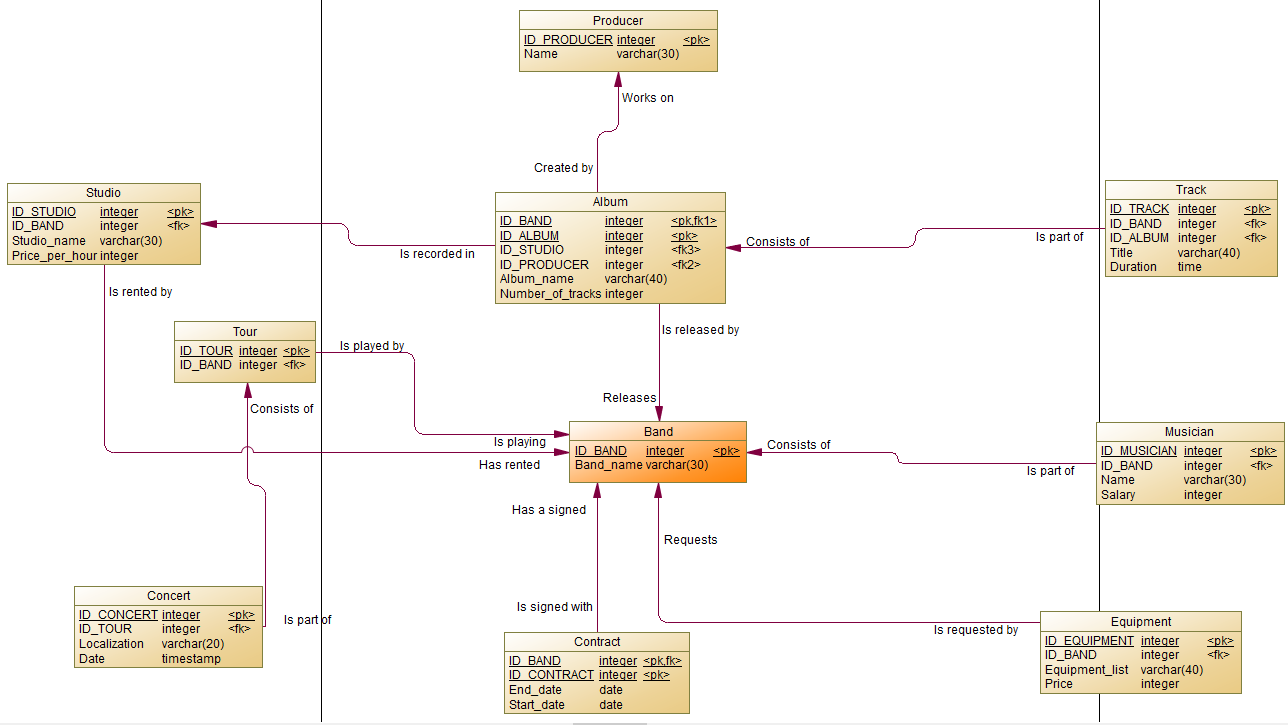 Producer
ID_PRODUCER integer <pk>
Name varchar(30)
Works on
Created by
Studio
ID_STUDIO integer <pk>
ID_BAND integer <fk>
Studio_name varchar(30)
Price_per_hour integer
Album
ID_BAND integer <pk,fk1>
ID_ALBUM integer <pk>
ID_STUDIO integer <fk3>
ID_PRODUCER integer <fk2>
Album_name varchar(40)
Number_of_tracks integer
Track
ID_TRACK integer <pk>
ID_BAND integer <fk>
ID_ALBUM integer <fk>
Title varchar(40)
Duration time
Is recorded in
Consists of
Is part of
Is rented by
Is released by
Tour
ID_TOUR integer <pk>
ID_BAND integer <fk>
Is played by
Consists of
Releases
Is playing
Has rented
Band
ID_BAND integer <pk>
Band_name varchar(30)
Consists of
Is part of
Musician
ID_MUSICIAN integer <pk>
ID_BAND integer <fk>
Name varchar(30)
Salary integer
Has a signed
Requests
Concert
ID_CONCERT integer <pk>
ID_TOUR integer <fk>
Localization varchar(20)
Date timestamp
Is part of
Is signed with
Is requested by
Contract
ID_BAND integer <pk,fk>
ID_CONTRACT integer <pk>
End_date date
Start_date date
Equipment
ID_EQUIPMENT integer <pk>
ID_BAND integer <fk>
Equipment_list varchar(40)
Price integer